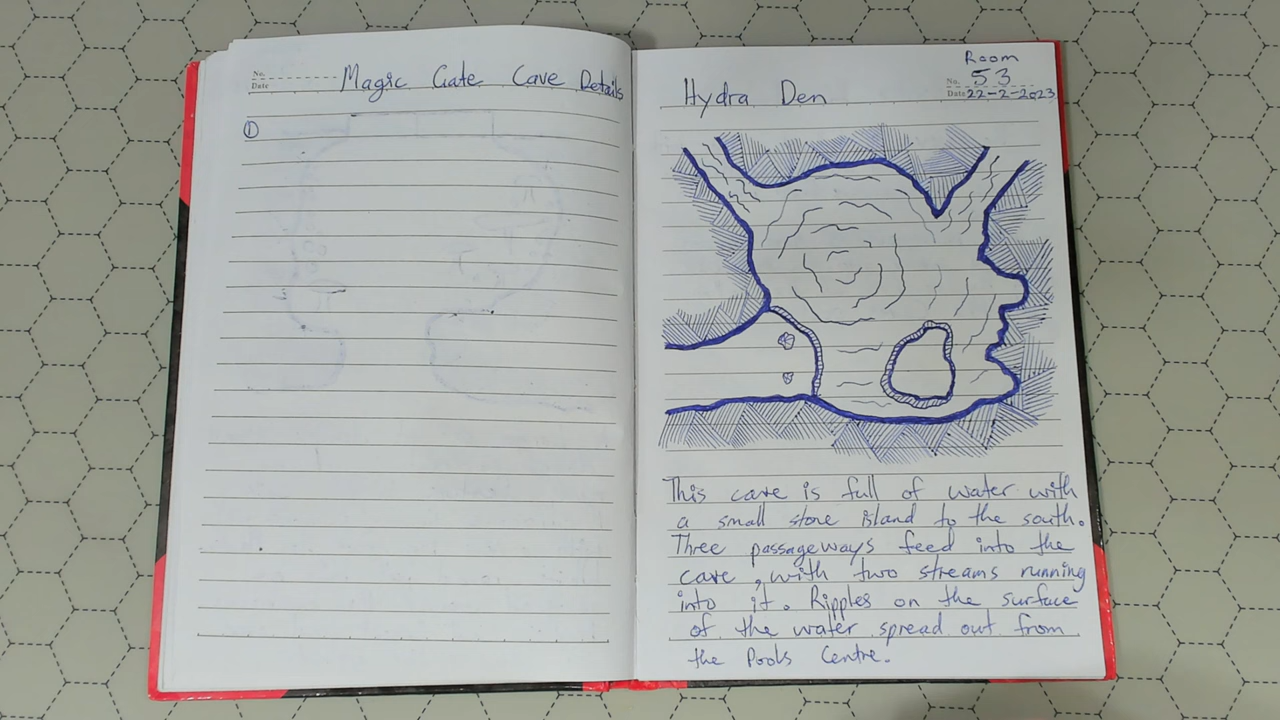 No.
Date
Magic Gate Cave Details
①
Room
No. 53
Date 22-2-2023
Hydra Den
This cave is full of water with
a small stone island to the south.
Three passageways feed into the
cave, with two streams running
into it. Ripples on the surface
of the water spread out from
the Pools Centre.